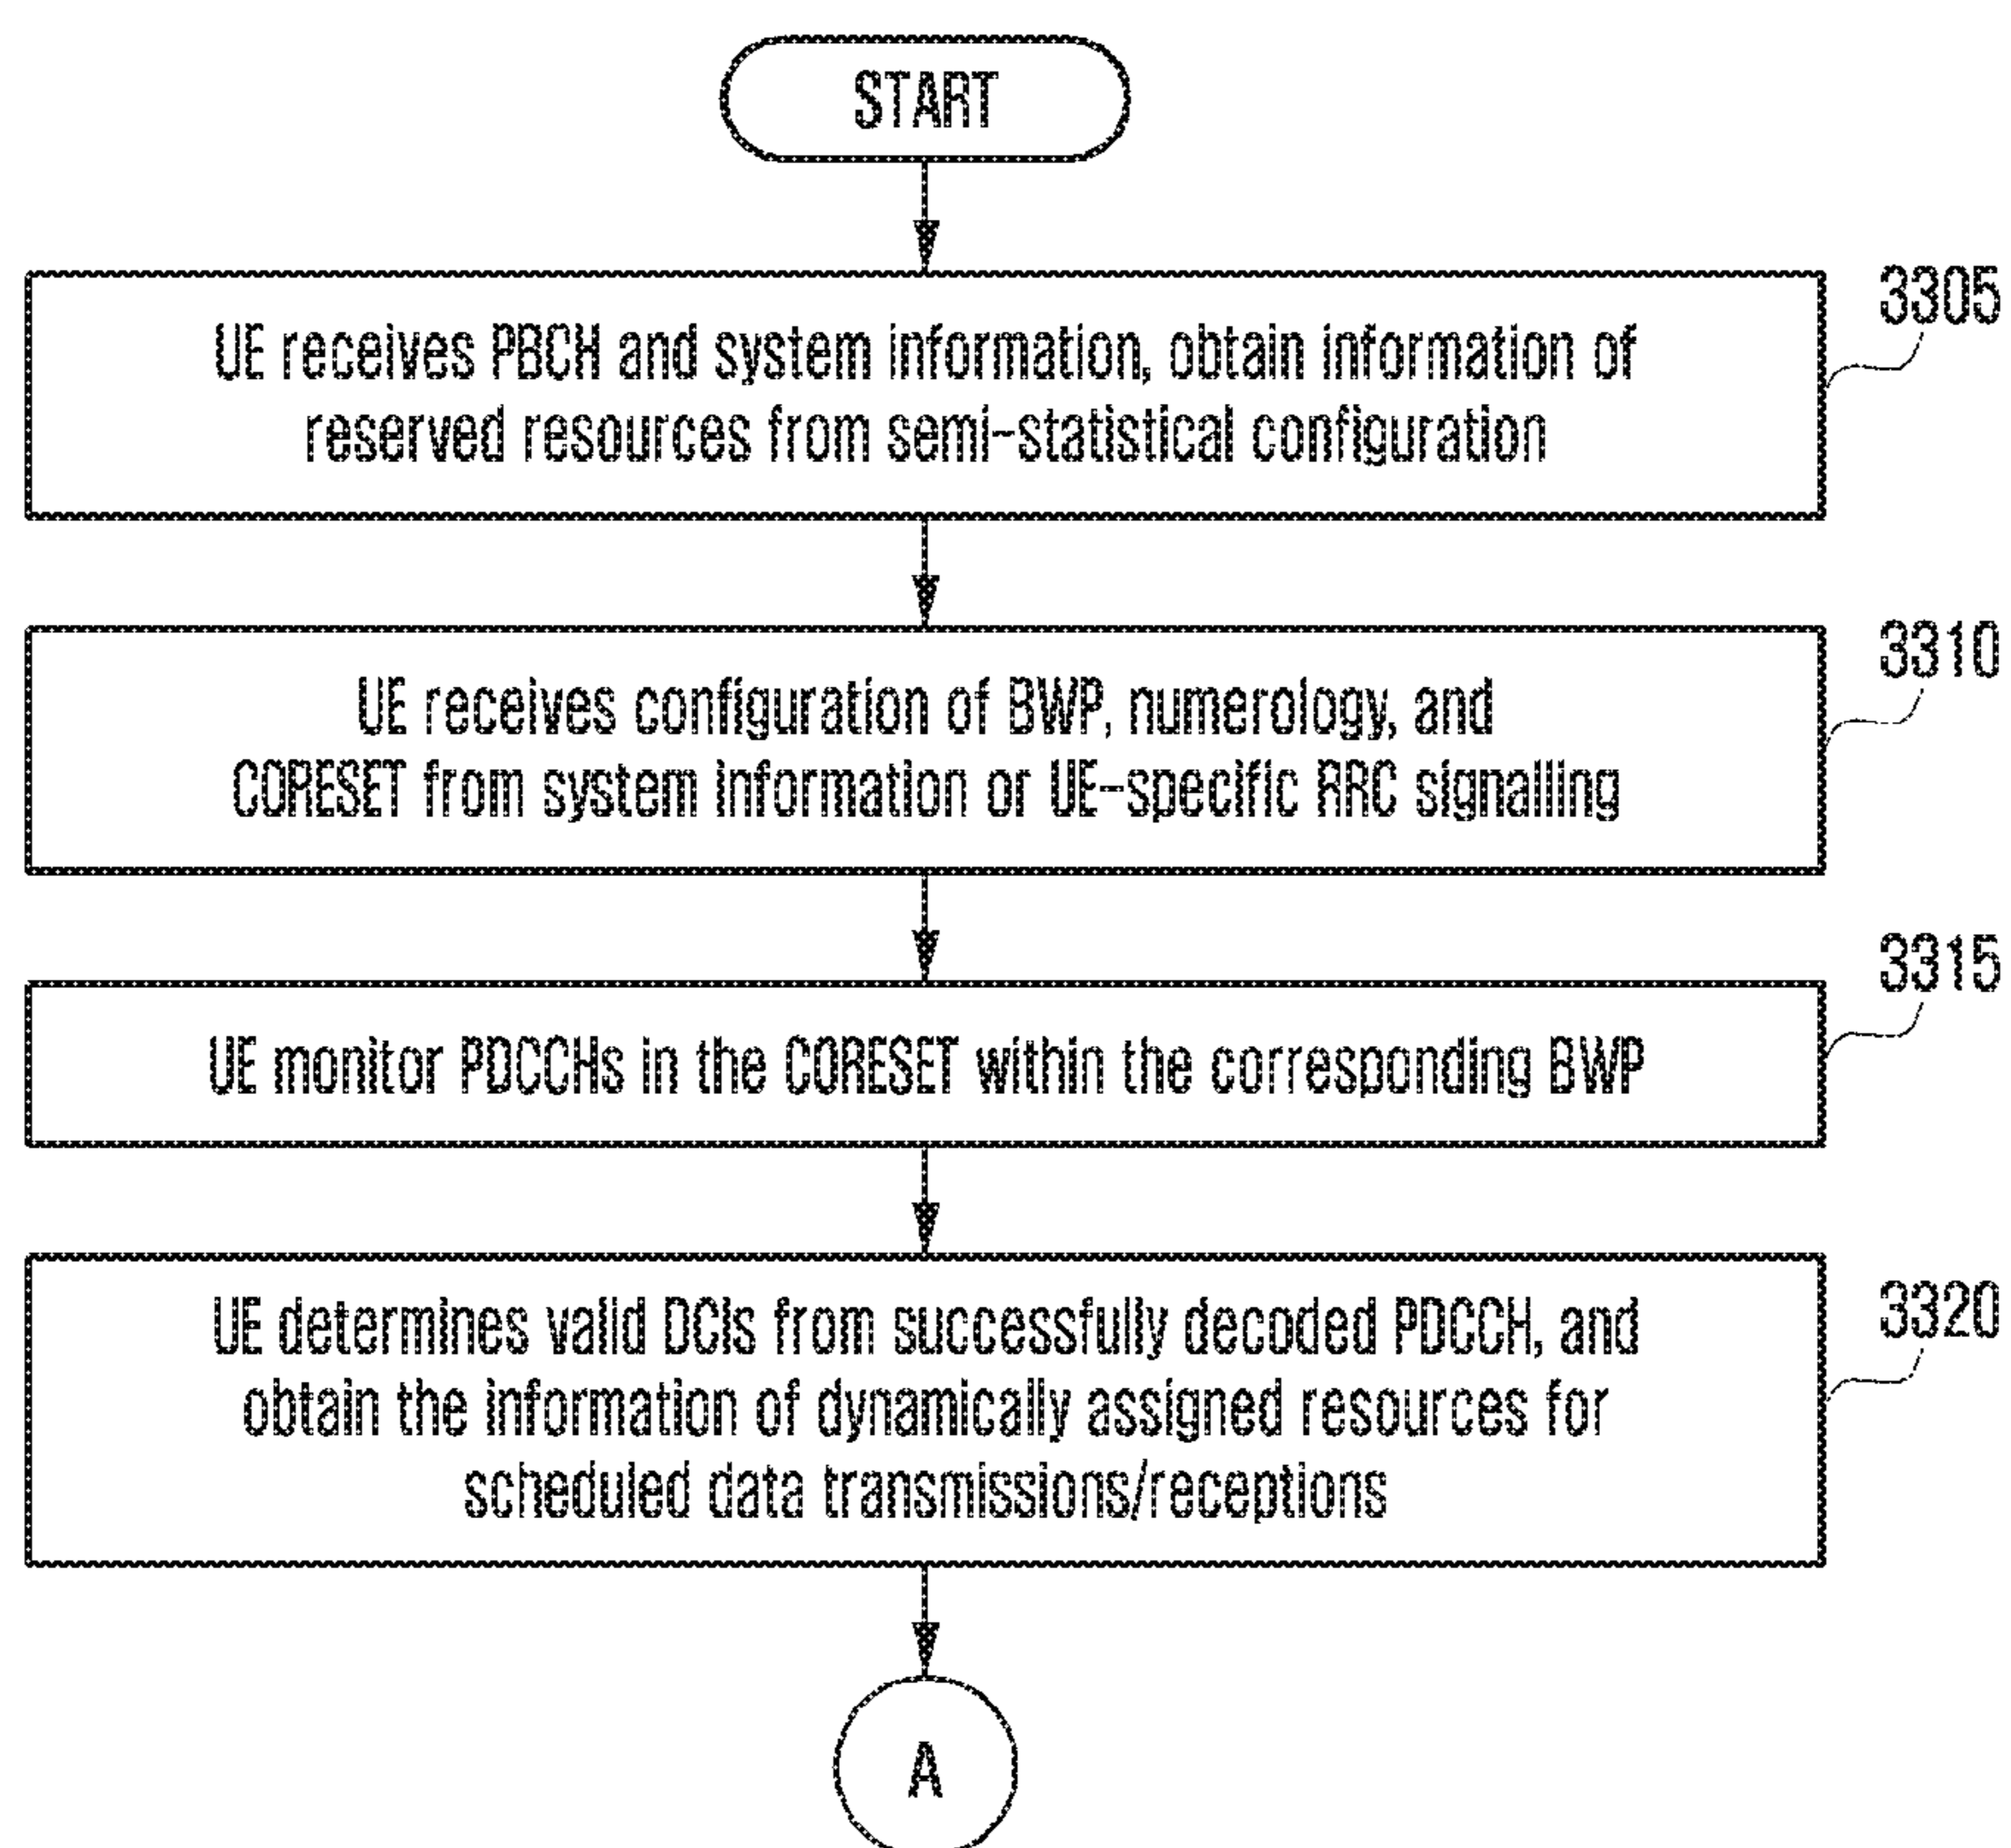 START
3305
UE receives PBCH and system information, obtain information of
reserved resources from semi-statistical configuration
3310
UE receives configuration of BWP, numerology, and
CORESET from system information or UE-specific RRC signalling
3315
UE monitor PDCCHs in the CORESET within the corresponding BWP
3320
UE determines valid DCIs from successfully decoded PDCCH, and
obtain the information of dynamically assigned resources for
scheduled data transmissions/receptions
A